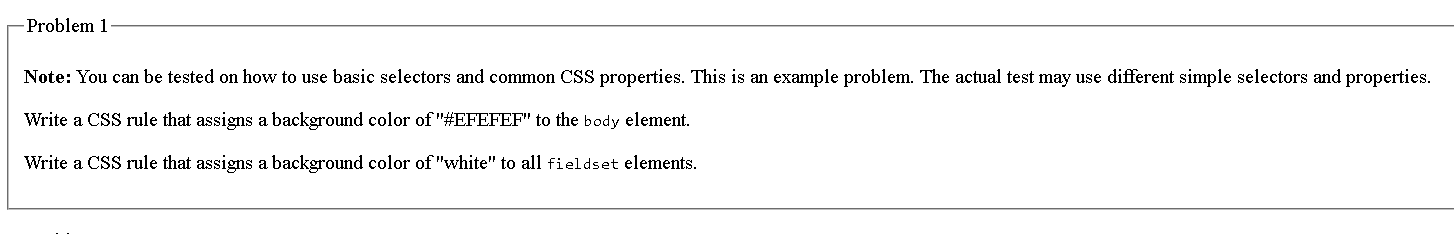 Problem 1
Note: You can be tested on how to use basic selectors and common CSS properties. This is an example problem. The actual test may use different simple selectors and properties.
Write a CSS rule that assigns a background color of "#EFEFEF" to the body element.
Write a CSS rule that assigns a background color of "white" to all fieldset elements.